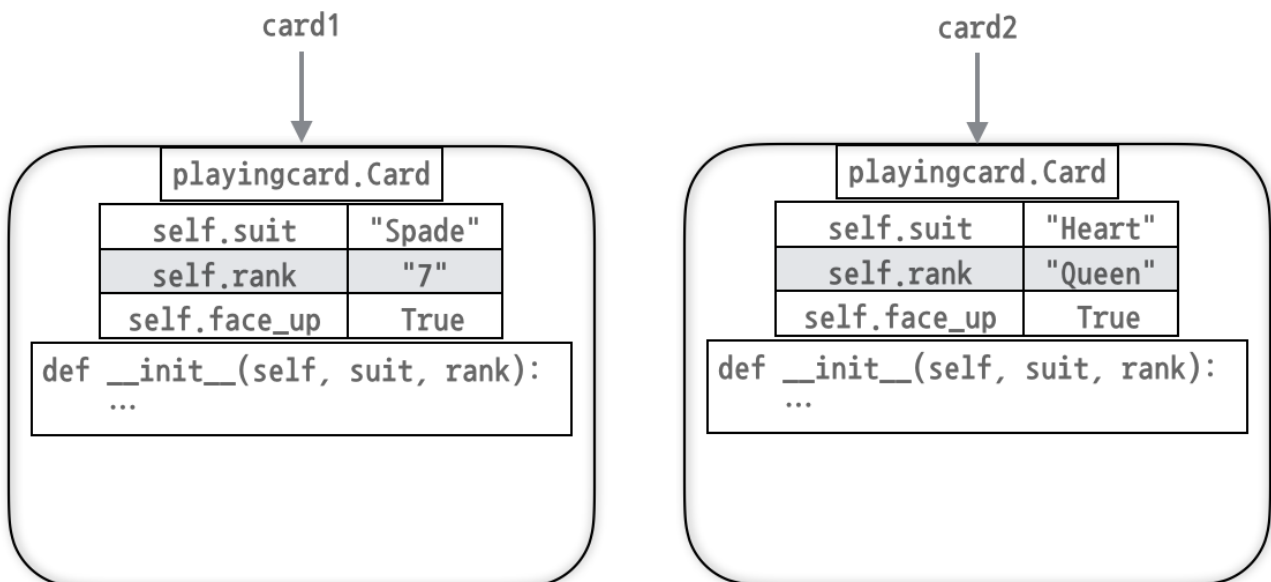 card1
playingcard.Card
self.suit "Spade"
self.rank "7"
self.face_up True
def __init__(self, suit, rank):
...
card2
playingcard.Card
self.suit "Heart"
self.rank "Queen"
self.face_up True
def __init__(self, suit, rank):
...